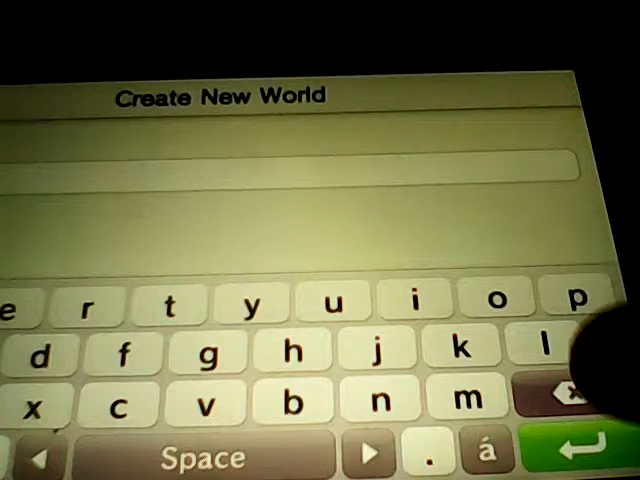 Create New World
e r t y u i o p
d f g h j k l
x c v b n m
Space . á